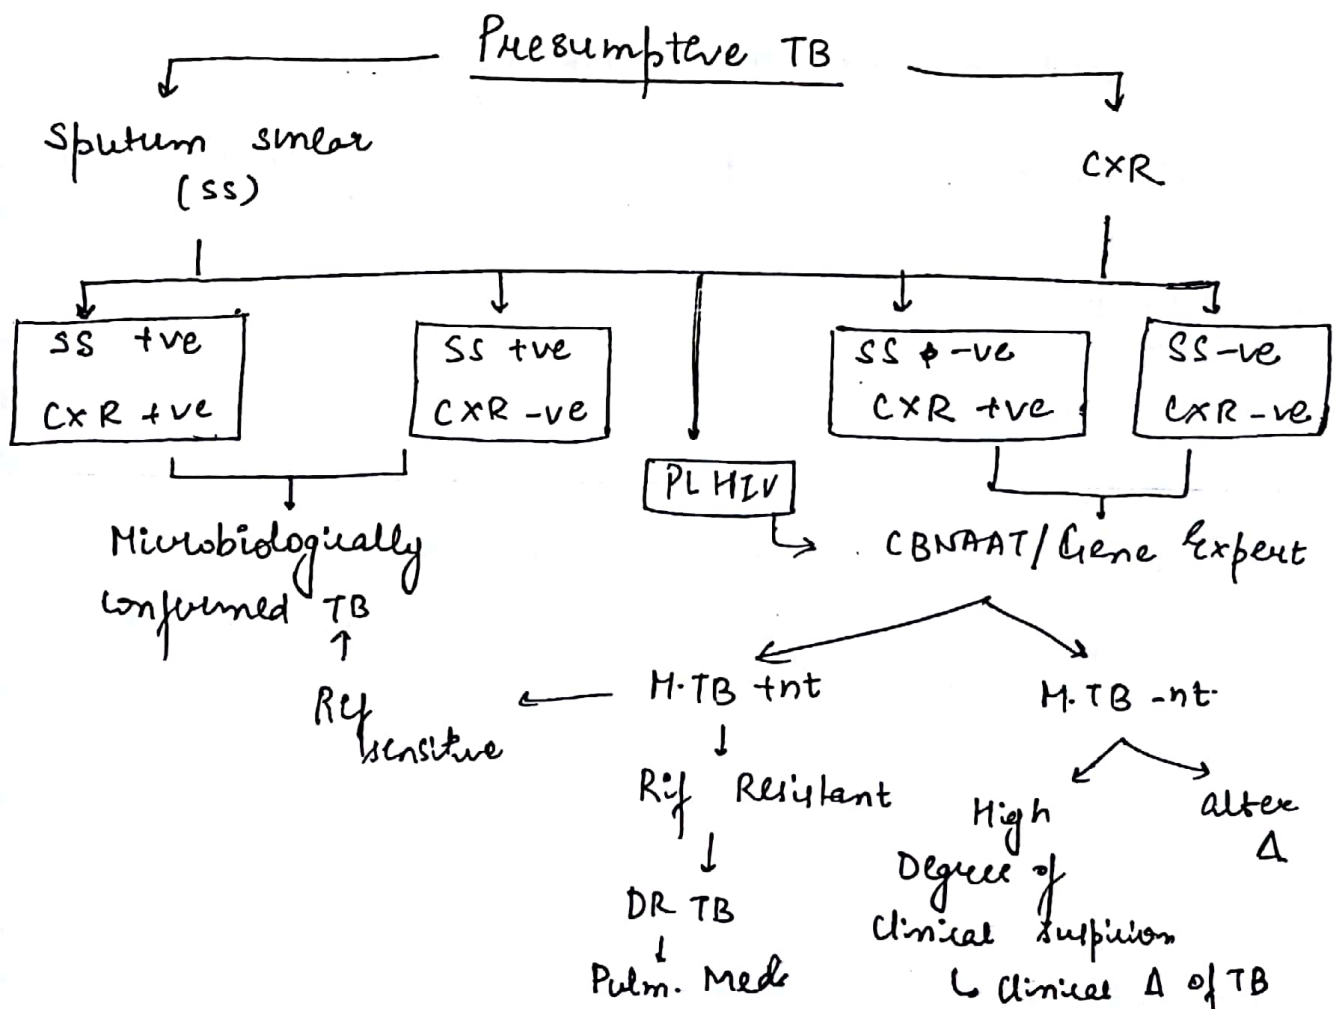 Presumptive TB
Sputum smear
(SS)
CXR
SS +ve
CXR +ve
SS +ve
CXR -ve
SS -ve
CXR +ve
SS -ve
CXR -ve
PLHIV
CBNAAT/Gene Expert
Microbiologically
confirmed TB
Rif
sensitive
M.TB +nt
M.TB -nt.
Rif Resistant
DR TB
Pulm. Med
High
Degree of
Clinical suspicion
↳ Clinical Δ of TB
alter
Δ